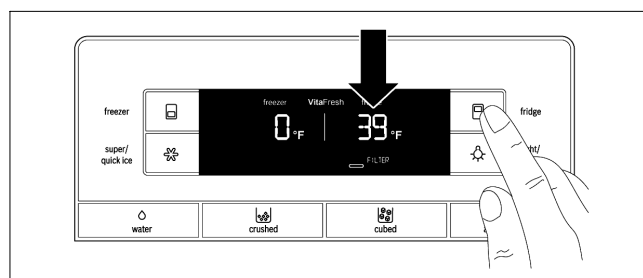 freezer VitaFresh
freezer
0 °F
39 °F
fridge
super/
quick ice
FILTER
water
crushed
cubed